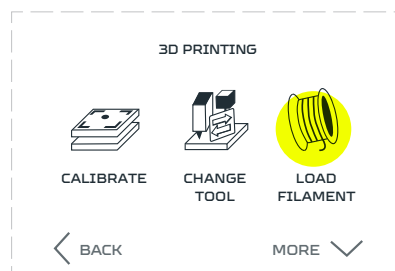 3D PRINTING
CALIBRATE
CHANGE
TOOL
LOAD
FILAMENT
BACK
MORE